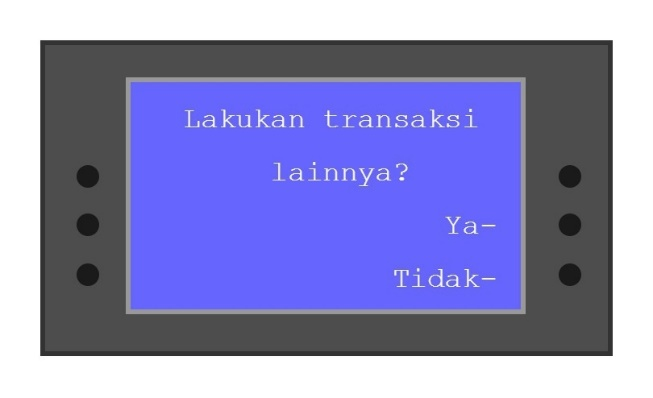 Lakukan transaksi
lainnya?
Ya-
Tidak-